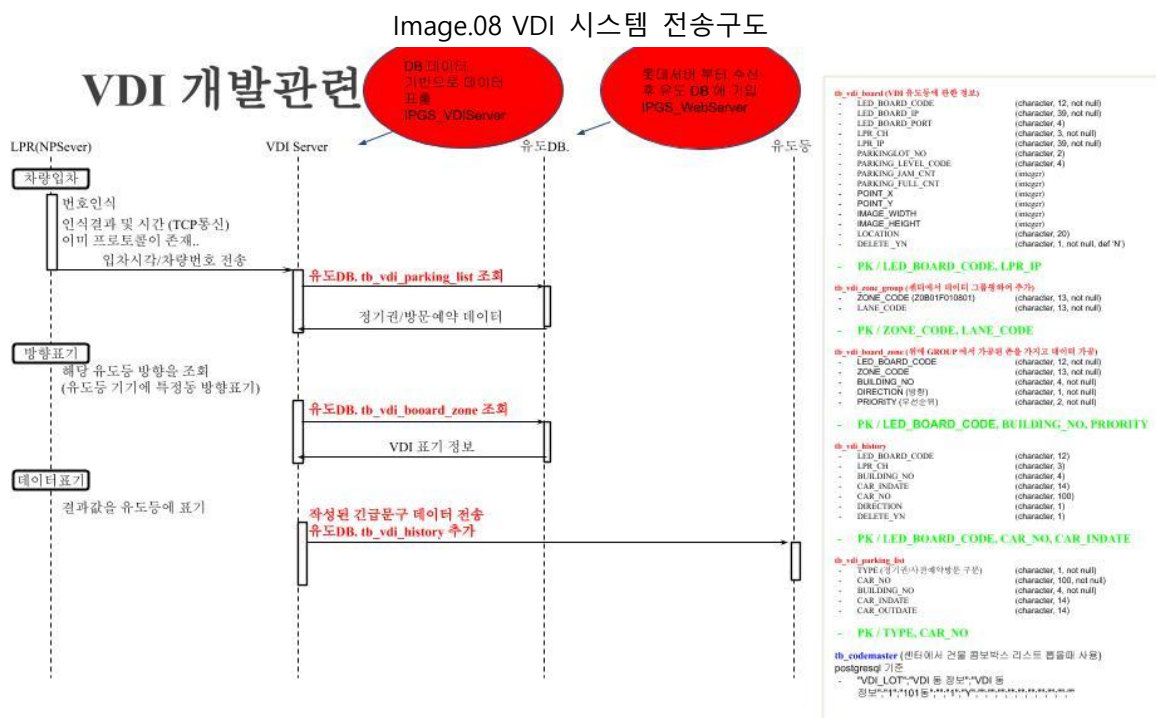 Image.08 VDI 시스템 전송구도
VDI 개발관련
DB 데이터
기반으로 데이터
표출
IPGS_VDIServer
롯데서버 부터 수신
후 유도 DB 에 기입
IPGS_WebServer
LPR(NPSever)
VDI Server
유도DB.
유도등
차량입차
번호인식
인식결과 및 시간 (TCP통신)
이미 프로토콜이 존재..
입차시각/차량번호 전송
유도DB. tb_vdi_parking_list 조회
정기권/방문예약 데이터
방향표기
해당 유도등 방향을 조회
(유도등 기기에 특정동 방향표기)
유도DB. tb_vdi_booard_zone 조회
VDI 표기 정보
데이터표기
결과값을 유도등에 표기
작성된 긴급문구 데이터 전송
유도DB. tb_vdi_history 추가
tb_vdi_board (VDI 유도등에 관한 정보)
- LED_BOARD_CODE (character, 12, not null)
- LED_BOARD_IP (character, 39, not null)
- LED_BOARD_PORT (character, 4)
- LPR_CH (character, 3, not null)
- LPR_IP (character, 39, not null)
- PARKINGLOT_NO (character, 2)
- PARKING_LEVEL_CODE (character, 4)
- PARKING_JAM_CNT (integer)
- PARKING_FULL_CNT (integer)
- POINT_X (integer)
- POINT_Y (integer)
- IMAGE_WIDTH (integer)
- IMAGE_HEIGHT (integer)
- LOCATION (character, 20)
- DELETE_YN (character, 1, not null, def 'N')
- PK / LED_BOARD_CODE, LPR_IP
tb_vdi_zone_group (센터에서 데이터 그룹핑하여 추가)
- ZONE_CODE (Z0B01F010801) (character, 13, not null)
- LANE_CODE (character, 13, not null)
- PK / ZONE_CODE, LANE_CODE
tb_vdi_board_zone (위에 GROUP 에서 가공된 존을 가지고 데이터 가공)
- LED_BOARD_CODE (character, 12, not null)
- ZONE_CODE (character, 13, not null)
- BUILDING_NO (character, 4, not null)
- DIRECTION (방향) (character, 1, not null)
- PRIORITY (우선순위) (character, 2, not null)
- PK / LED_BOARD_CODE, BUILDING_NO, PRIORITY
tb_vdi_history
- LED_BOARD_CODE (character, 12)
- LPR_CH (character, 3)
- BUILDING_NO (character, 4)
- CAR_INDATE (character, 14)
- CAR_NO (character, 100)
- DIRECTION (character, 1)
- DELETE_YN (character, 1)
- PK / LED_BOARD_CODE, CAR_NO, CAR_INDATE
tb_vdi_parking_list
- TYPE (정기권/사전예약방문 구분) (character, 1, not null)
- CAR_NO (character, 100, not null)
- BUILDING_NO (character, 4, not null)
- CAR_INDATE (character, 14)
- CAR_OUTDATE (character, 14)
- PK / TYPE, CAR_NO
tb_codemaster (센터에서 건물 콤보박스 리스트 뽑을때 사용)
postgresql 기준
- "VDI_LOT";"VDI 동 정보";"VDI 동
정보";"1";"101동";"";"1";"Y";"";"";"";"";"";"";"";"";""